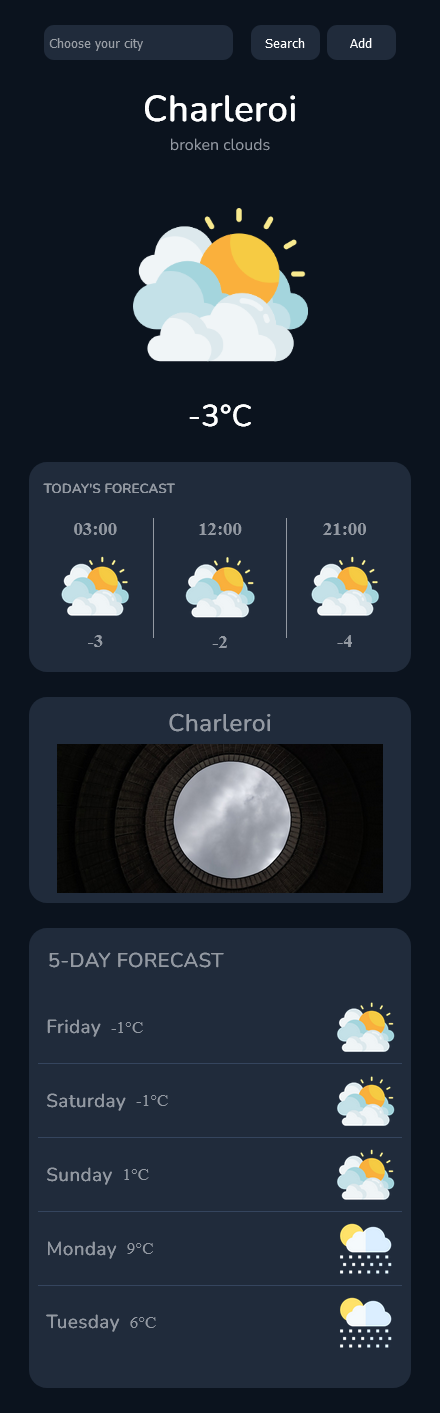 Choose your city Search Add
Charleroi
broken clouds
-3°C
TODAY'S FORECAST
03:00 12:00 21:00
-3 -2 -4
Charleroi
5-DAY FORECAST
Friday -1°C
Saturday -1°C
Sunday 1°C
Monday 9°C
Tuesday 6°C